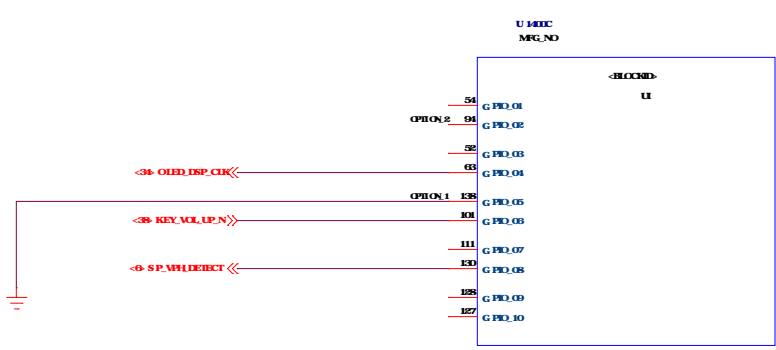 U1400C
MFG_NO
<BLOCKID>
UI
54 GPIO_01
OPTION_2 94 GPIO_02
52 GPIO_03
<34> OLED_DSP_CLK 63 GPIO_04
OPTION_1 138 GPIO_05
<38> KEY_VOL_UP_N 101 GPIO_06
111 GPIO_07
<6> SP_VPH_DETECT 130 GPIO_08
128 GPIO_09
127 GPIO_10